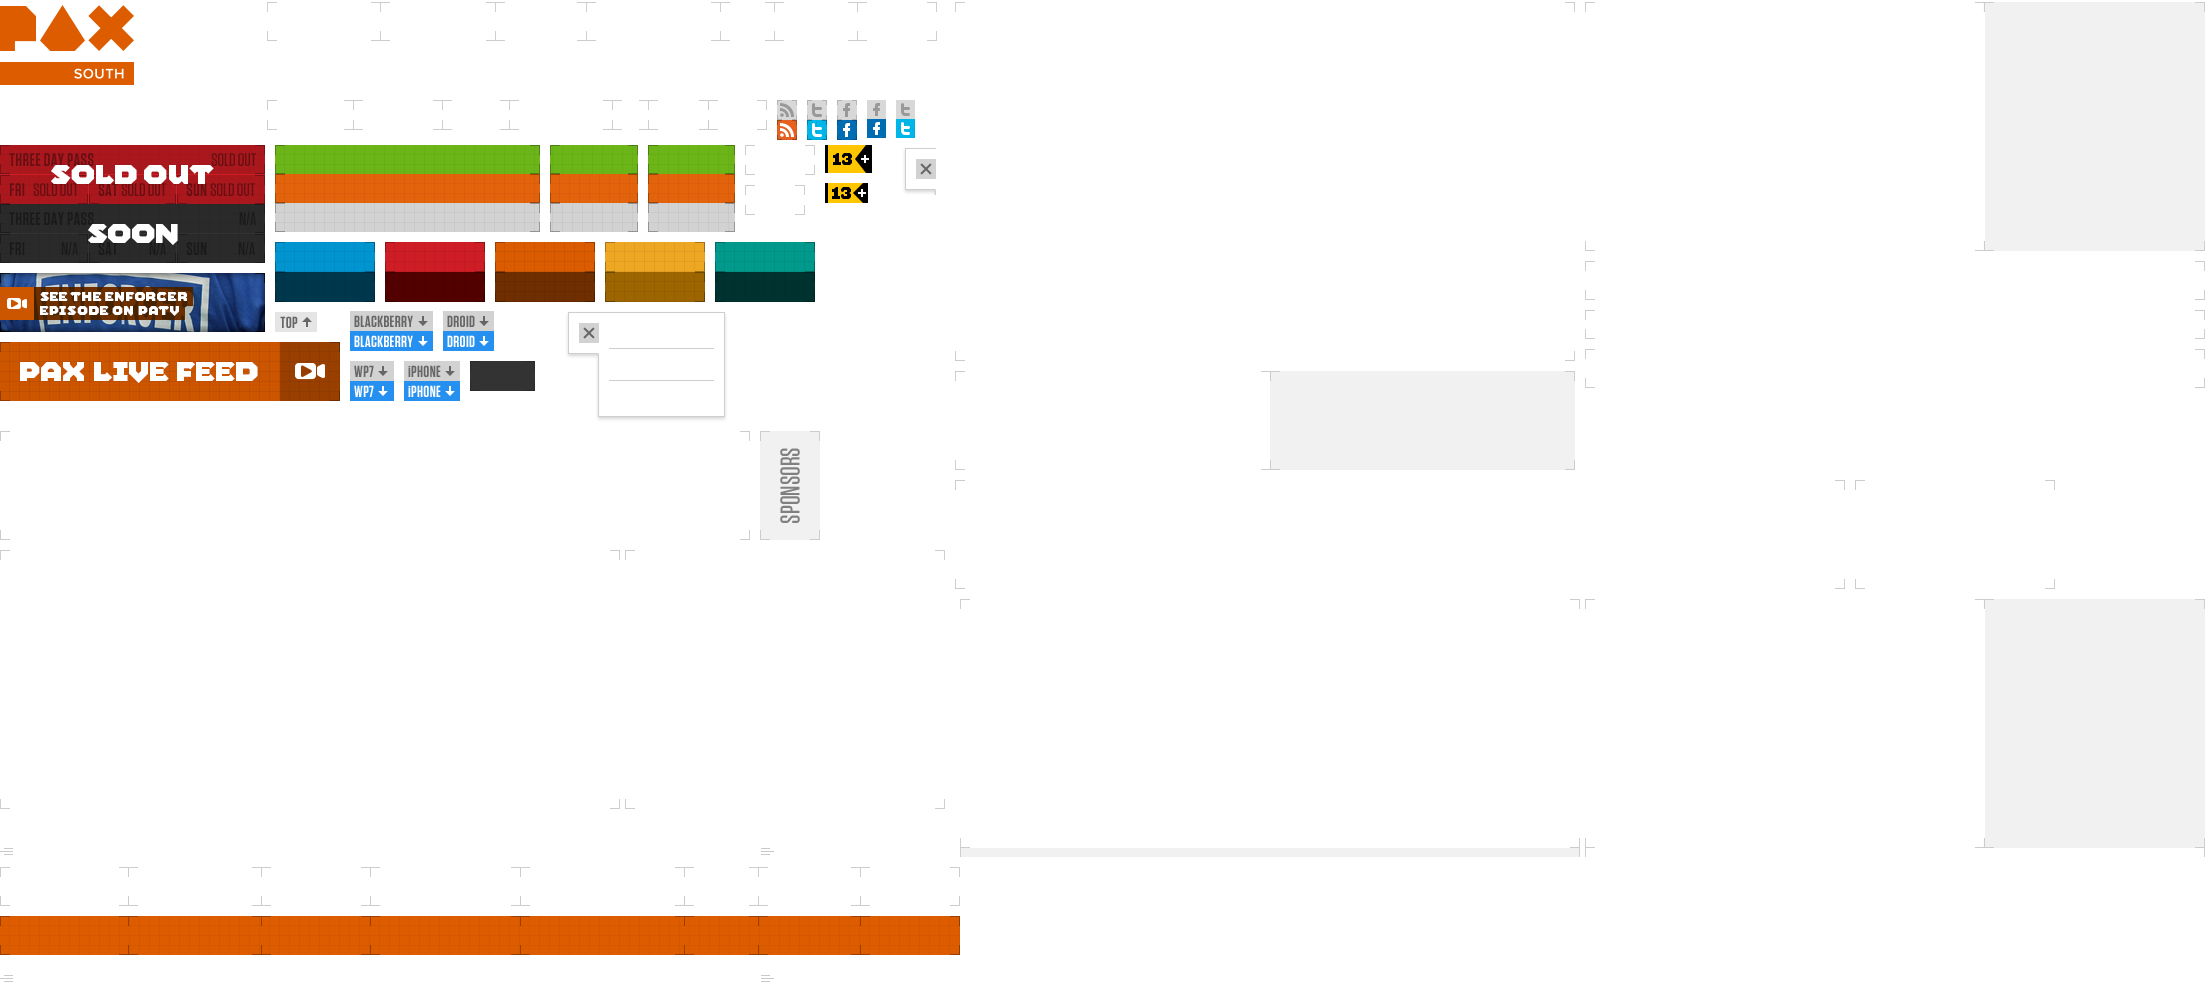 PAX
SOUTH
THREE DAY PASS SOLD OUT
SOLD OUT
FRI SOLD OUT SAT SOLD OUT SUN SOLD OUT
THREE DAY PASS N/A
SOON
FRI N/A SAT N/A SUN N/A
13+
13+
ENFORCER
SEE THE ENFORCER
EPISODE ON PATV
TOP
BLACKBERRY DROID
BLACKBERRY DROID
PAX LIVE FEED
WP7 iPHONE
WP7 iPHONE
SPONSORS